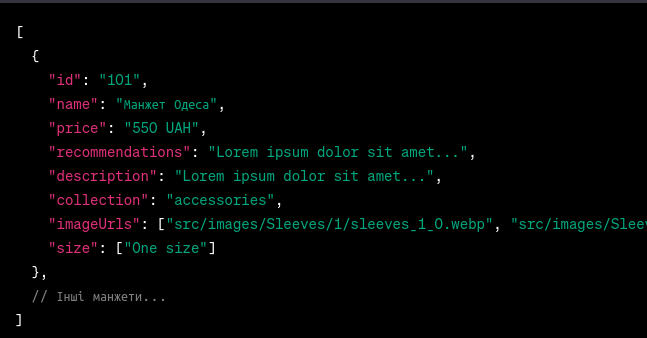 [
{
"id": "101",
"name": "Манжет Одеса",
"price": "550 UAH",
"recommendations": "Lorem ipsum dolor sit amet...",
"description": "Lorem ipsum dolor sit amet...",
"collection": "accessories",
"imageUrls": ["src/images/Sleeves/1/sleeves_1_0.webp", "src/images/Sleev
"size": ["One size"]
},
// Інші манжети...
]